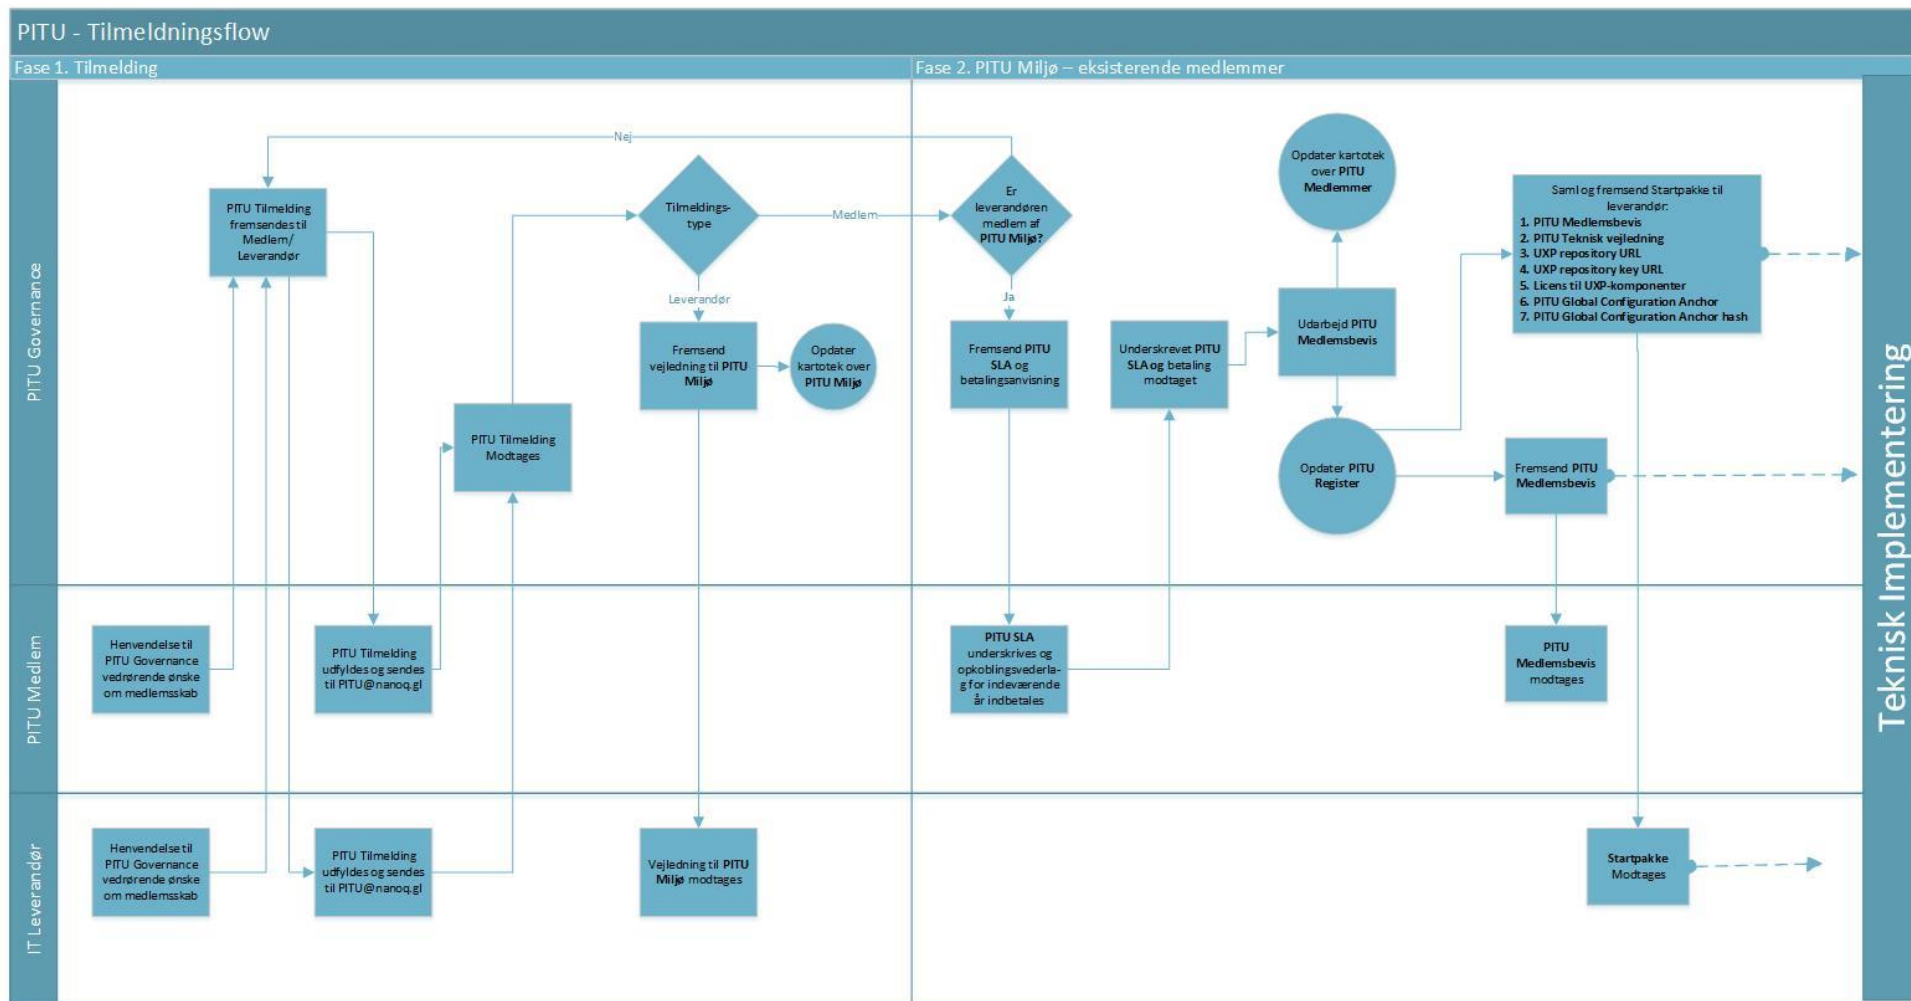 PITU - Tilmeldningsflow
Fase 1. Tilmelding
Fase 2. PITU Miljø – eksisterende medlemmer
PITU Governance
Nej
PITU Tilmelding
fremsendes til
Medlem/
Leverandør
Tilmeldings-
type
Medlem
Er
leverandøren
medlem af
PITU Miljø?
Opdater kartotek
over PITU
Medlemmer
Saml og fremsend Startpakke til
leverandør:
1. PITU Medlemsbevis
2. PITU Teknisk vejledning
3. UXP repository URL
4. UXP repository key URL
5. Licens til UXP-komponenter
6. PITU Global Configuration Anchor
7. PITU Global Configuration Anchor hash
Leverandør
Ja
Fremsend
vejledning til PITU
Miljø
Opdater
kartotek over
PITU Miljø
Fremsend PITU
SLA og
betalingsanvisning
Underskrevet PITU
SLA og betaling
modtaget
Udarbejd PITU
Medlemsbevis
PITU Tilmelding
Modtages
Opdater PITU
Register
Fremsend PITU
Medlemsbevis
Teknisk Implementering
PITU Medlem
Henvendelse til
PITU Governance
vedrørende ønske
om medlemsskab
PITU Tilmelding
udfyldes og sendes
til PITU@nanoq.gl
PITU SLA
underskrives og
opkoblingsvederla-
g for indeværende
år indbetales
PITU
Medlemsbevis
modtages
IT Leverandør
Henvendelse til
PITU Governance
vedrørende ønske
om medlemsskab
PITU Tilmelding
udfyldes og sendes
til PITU@nanoq.gl
Vejledning til PITU
Miljø modtages
Startpakke
Modtages